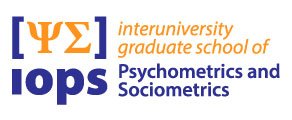 [ΨΣ] interuniversity
graduate school of
iops Psychometrics and
Sociometrics